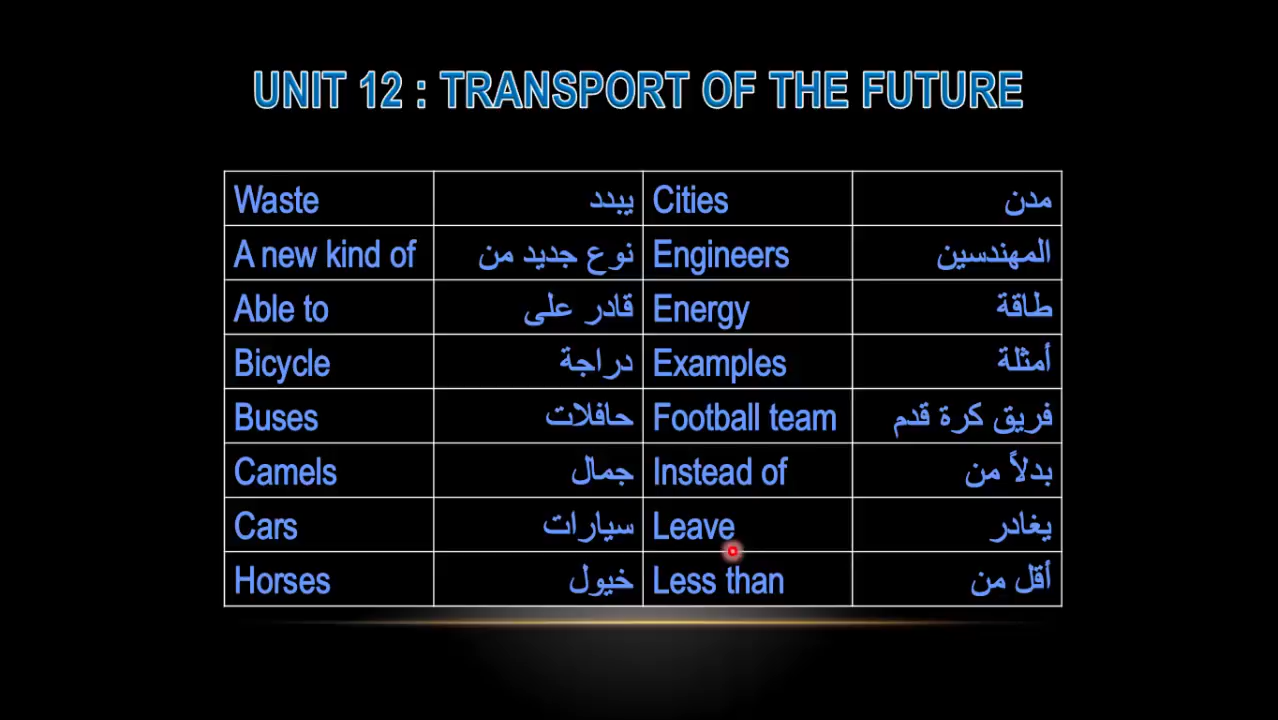 UNIT 12 : TRANSPORT OF THE FUTURE
Waste يبدد Cities مدن
A new kind of نوع جديد من Engineers المهندسين
Able to قادر على Energy طاقة
Bicycle دراجة Examples أمثلة
Buses حافلات Football team فريق كرة قدم
Camels جمال Instead of بدلاً من
Cars سيارات Leave يغادر
Horses خيول Less than أقل من